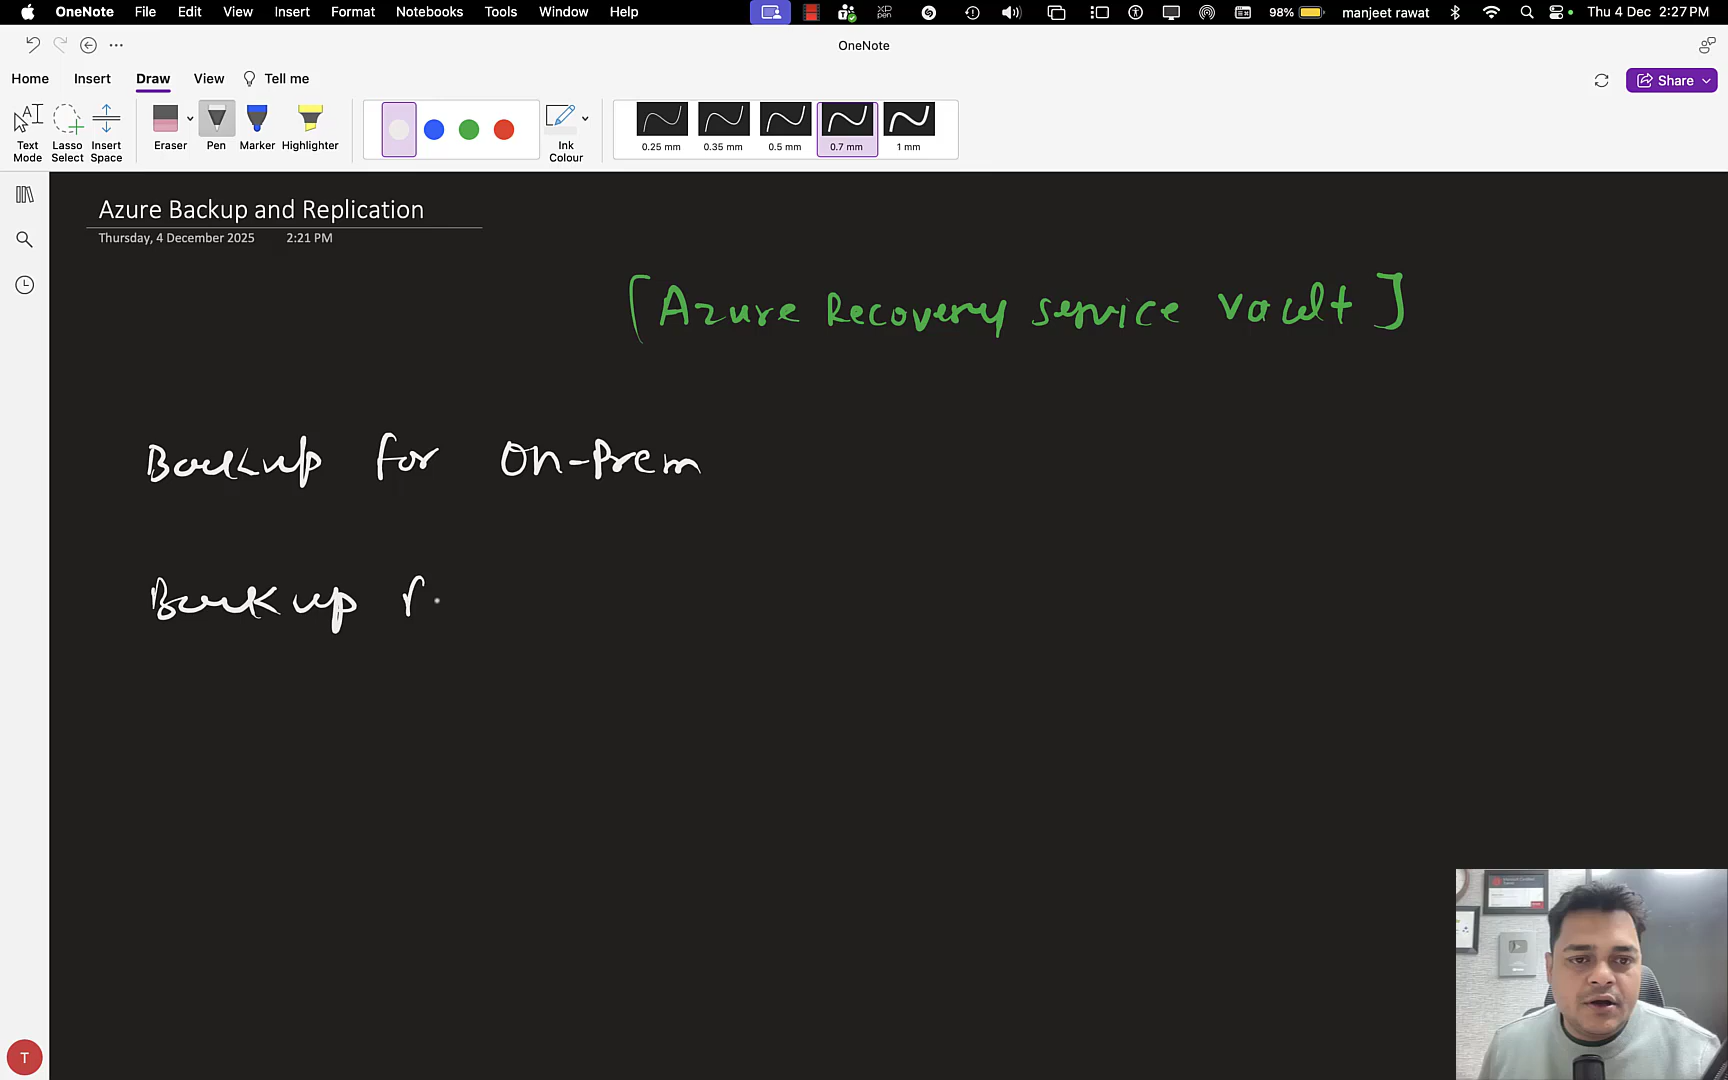 OneNote File Edit View Insert Format Notebooks Tools Window Help XP pen 98% manjeet rawat Thu 4 Dec 2:27 PM
OneNote
Home Insert Draw View Tell me Share
Text Mode Lasso Select Insert Space Eraser Pen Marker Highlighter Ink Colour 0.25 mm 0.35 mm 0.5 mm 0.7 mm 1 mm
Azure Backup and Replication
Thursday, 4 December 2025 2:21 PM
[Azure Recovery service vault]
Backup for On-Prem
Backup f
T